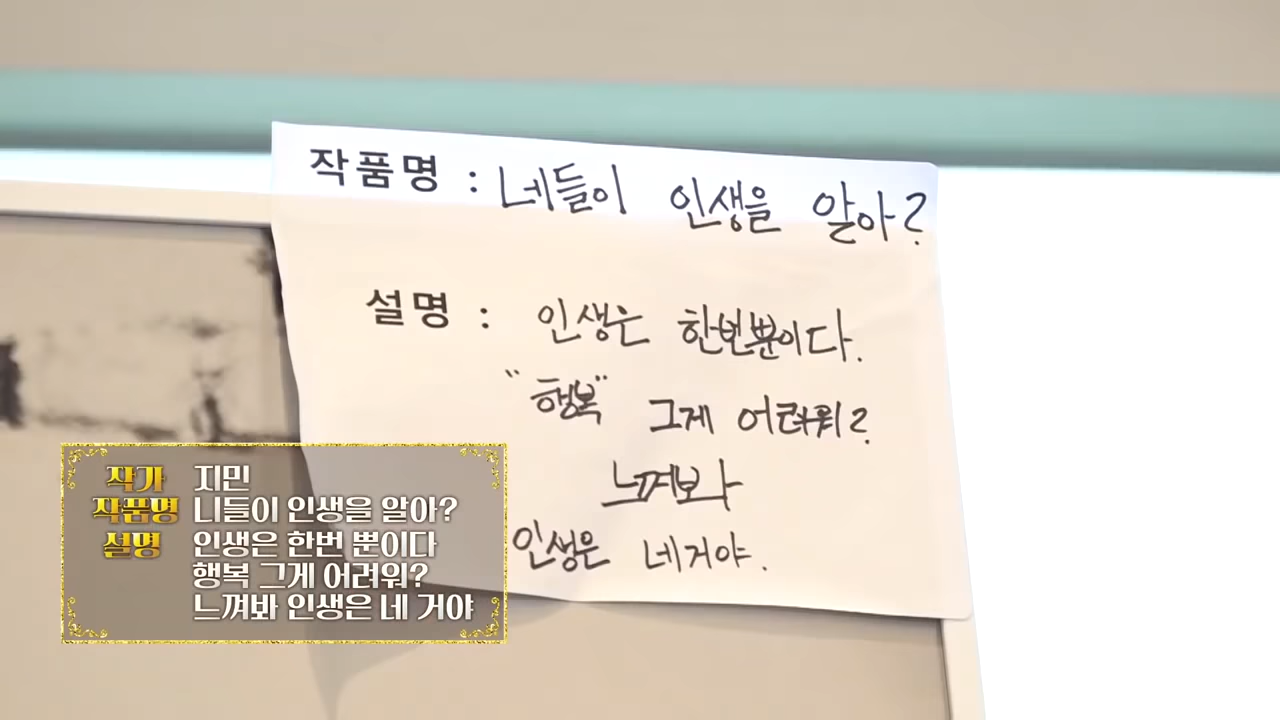 작품명 : 네들이 인생을 알아?
설명 : 인생은 한번뿐이다.
"행복" 그게 어려워?
느껴봐
인생은 네거야.
작가 지민
작품명 니들이 인생을 알아?
설명 인생은 한번 뿐이다
행복 그게 어려워?
느껴봐 인생은 네 거야